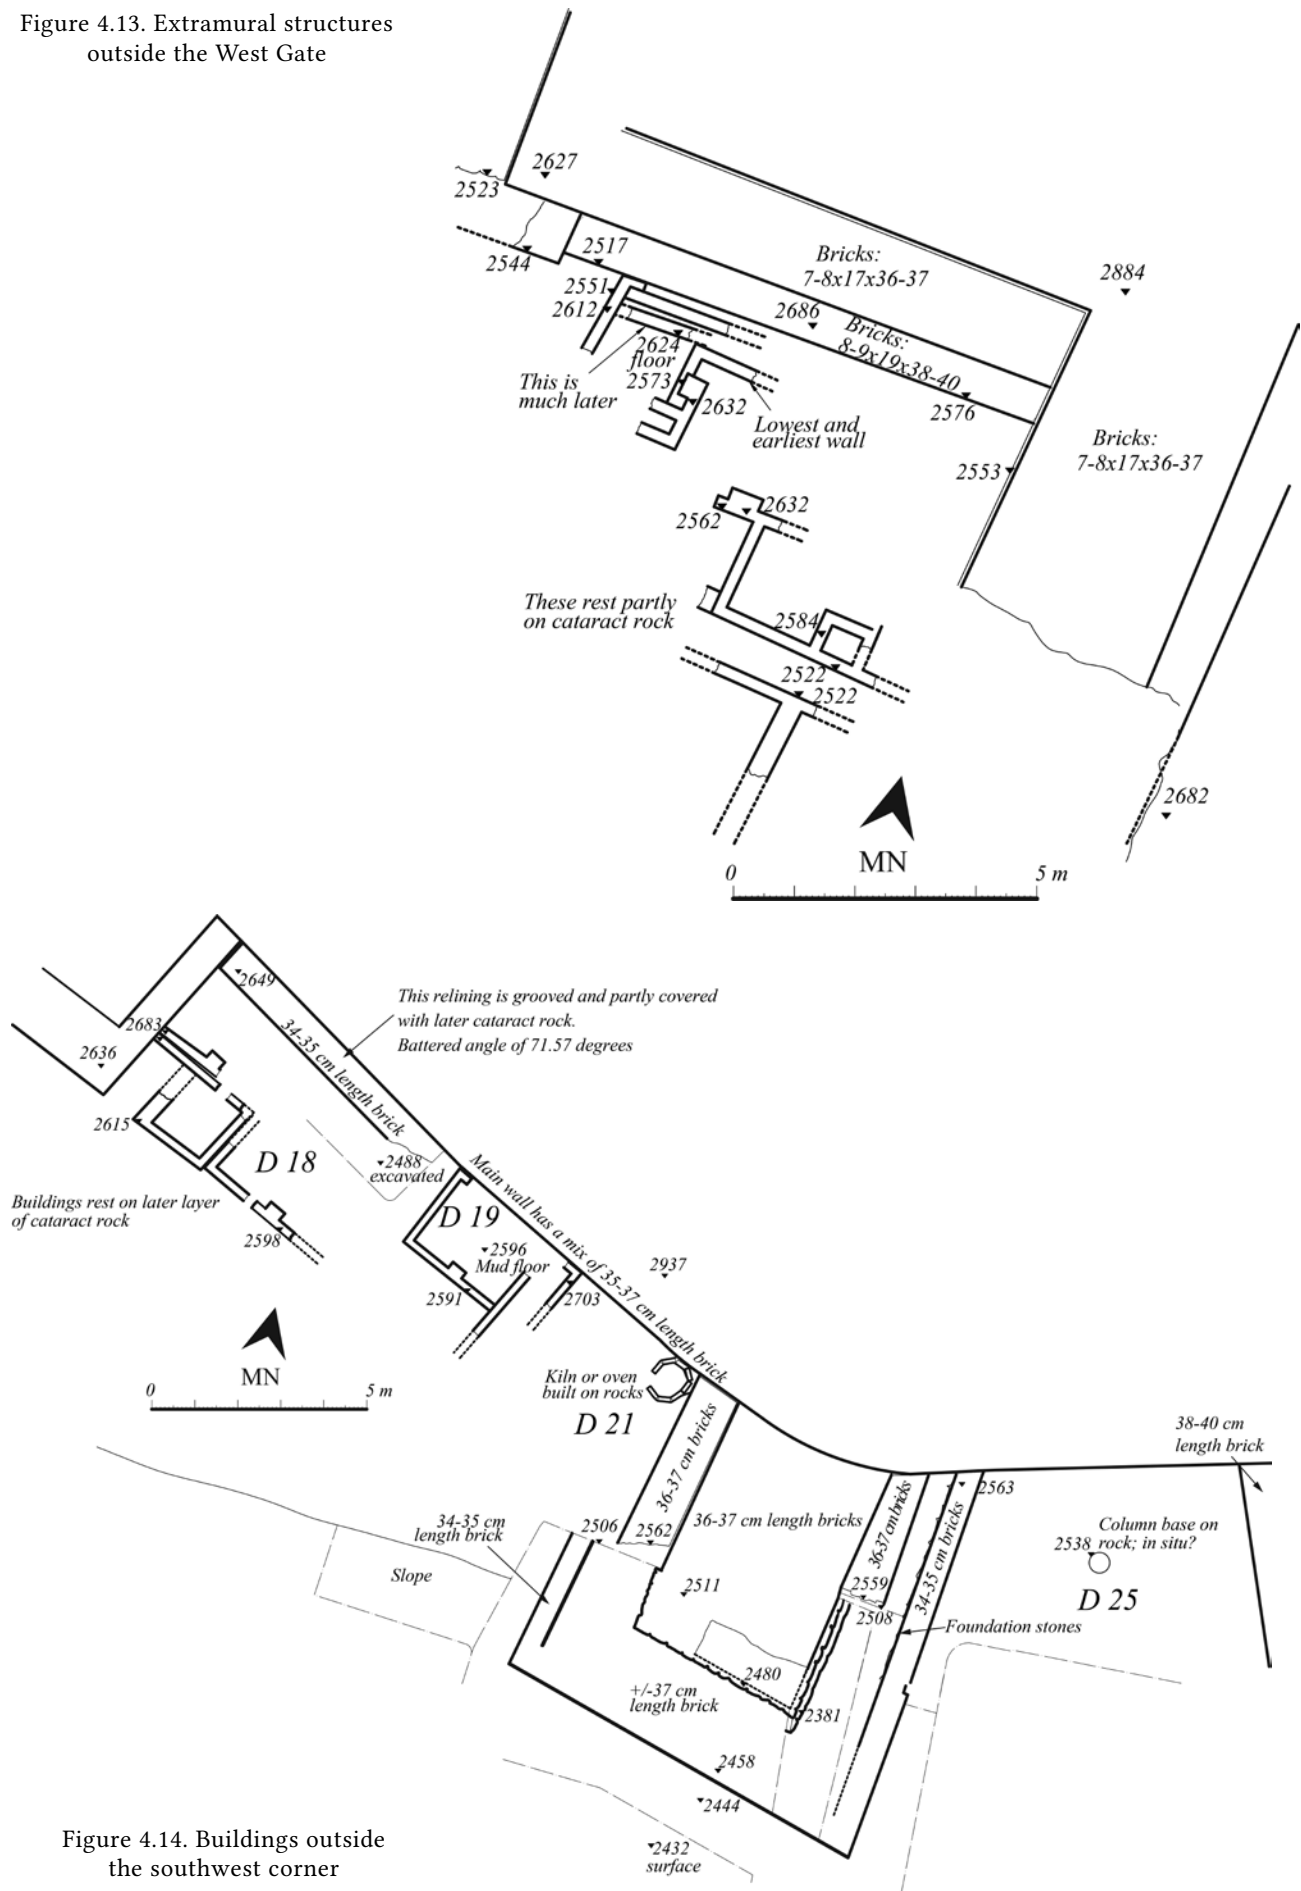 Figure 4.13. Extramural structures
outside the West Gate
2627
2523
2517
2544
Bricks:
7-8x17x36-37
2884
2551
2612
2686
Bricks:
8-9x19x38-40
2624
floor
2573
This is
much later
2632
2576
Lowest and
earliest wall
Bricks:
7-8x17x36-37
2553
2632
2562
These rest partly
on cataract rock
2584
2522
2522
2682
MN
0 5 m
2649
This relining is grooved and partly covered
with later cataract rock.
Battered angle of 71.57 degrees
2683
34-35 cm length brick
2636
2615
D 18
2488
excavated
Main wall has a mix of 35-37 cm length brick
Buildings rest on later layer
of cataract rock
D 19
2598
2596
Mud floor
2937
2591
2703
MN
0 5 m
Kiln or oven
built on rocks
D 21
36-37 cm bricks
38-40 cm
length brick
34-35 cm
length brick
2506
2562
36-37 cm length bricks
36-37 cm bricks
34-35 cm bricks
2563
Column base on
rock; in situ?
2538
Slope
2511
2559
2508
D 25
Foundation stones
2480
+/-37 cm
length brick
2381
2458
2444
2432
surface
Figure 4.14. Buildings outside
the southwest corner